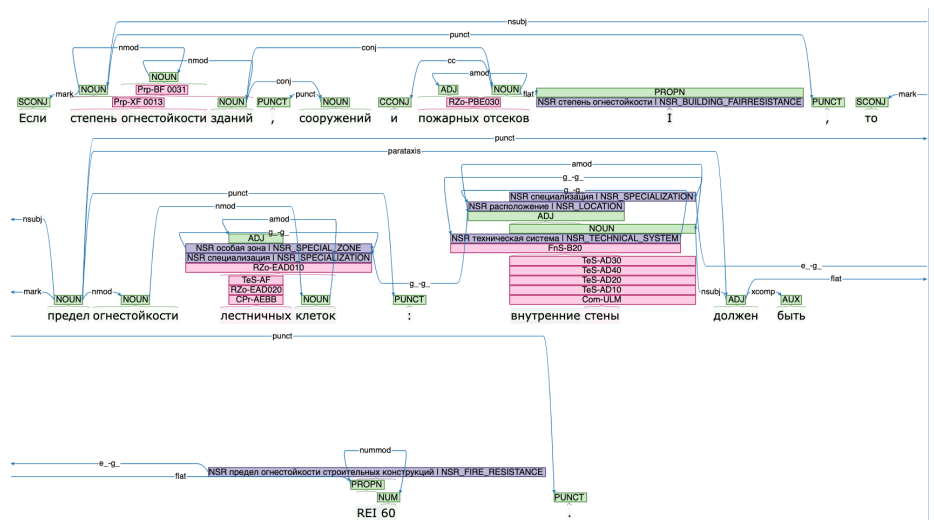 nsubj
punct
nmod conj
NOUN nmod cc amod
NOUN Prp-BF 0031 conj ADJ NOUN PROPN
SCONJ mark Prp-XF 0013 NOUN PUNCT punct NOUN CCONJ RZo-PBE030 flat NSR степень огнестойкости | NSR_BUILDING_FAIRRESISTANCE PUNCT SCONJ mark
Если степень огнестойкости зданий , сооружений и пожарных отсеков I , то
punct
parataxis
amod
g_-g_
punct g_-g_
NSR специализация | NSR_SPECIALIZATION
nmod NSR расположение | NSR_LOCATION
nsubj amod ADJ
g_-g_ NOUN
ADJ NSR техническая система | NSR_TECHNICAL_SYSTEM
NSR особая зона | NSR_SPECIAL_ZONE FnS-B20
NSR специализация | NSR_SPECIALIZATION TeS-AD30
RZo-EAD010 TeS-AD40 e_-g_
TeS-AF g_-g_ TeS-AD20 flat
mark nmod RZo-EAD020 TeS-AD10 nsubj xcomp
NOUN NOUN CPr-AEBB NOUN PUNCT Com-ULM ADJ AUX
предел огнестойкости лестничных клеток : внутренние стены должен быть
punct
nummod
e_-g_ NSR предел огнестойкости строительных конструкций | NSR_FIRE_RESISTANCE
flat PROPN
NUM PUNCT
REI 60 .